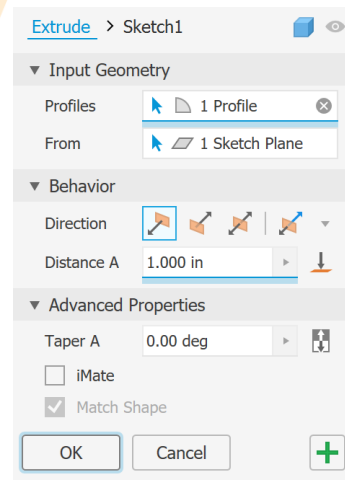 Extrude > Sketch1
Input Geometry
Profiles 1 Profile
From 1 Sketch Plane
Behavior
Direction
Distance A 1.000 in
Advanced Properties
Taper A 0.00 deg
iMate
Match Shape
OK Cancel